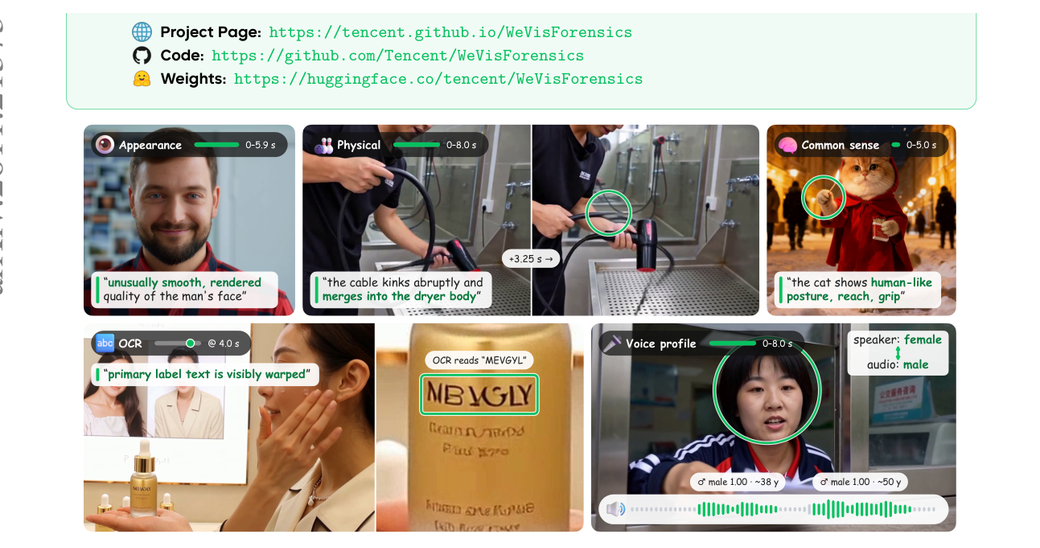 Project Page: https://tencent.github.io/WeVisForensics
Code: https://github.com/Tencent/WeVisForensics
Weights: https://huggingface.co/tencent/WeVisForensics
Appearance 0-5.9 s
"unusually smooth, rendered
quality of the man's face"
Physical 0-8.0 s
+3.25 s →
"the cable kinks abruptly and
merges into the dryer body"
Common sense 0-5.0 s
"the cat shows human-like
posture, reach, grip"
abc OCR @ 4.0 s
"primary label text is visibly warped"
OCR reads "MEVGYL"
Voice profile 0-8.0 s
speaker: female
audio: male
♂ male 1.00 · ~38 y
♂ male 1.00 · ~50 y